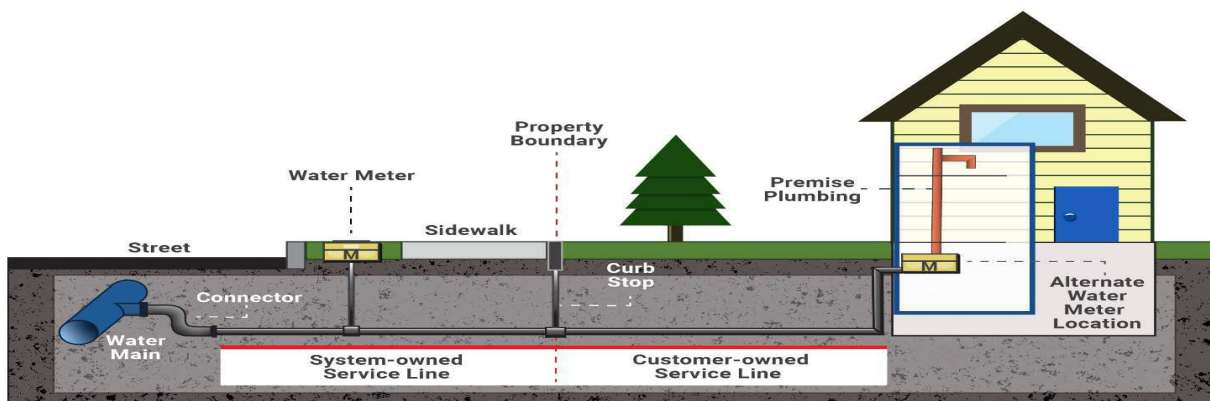 Property
Boundary
Water Meter
Premise
Plumbing
Street
Sidewalk
M
Curb
Stop
M
Connector
Alternate
Water
Meter
Location
Water
Main
System-owned
Service Line
Customer-owned
Service Line